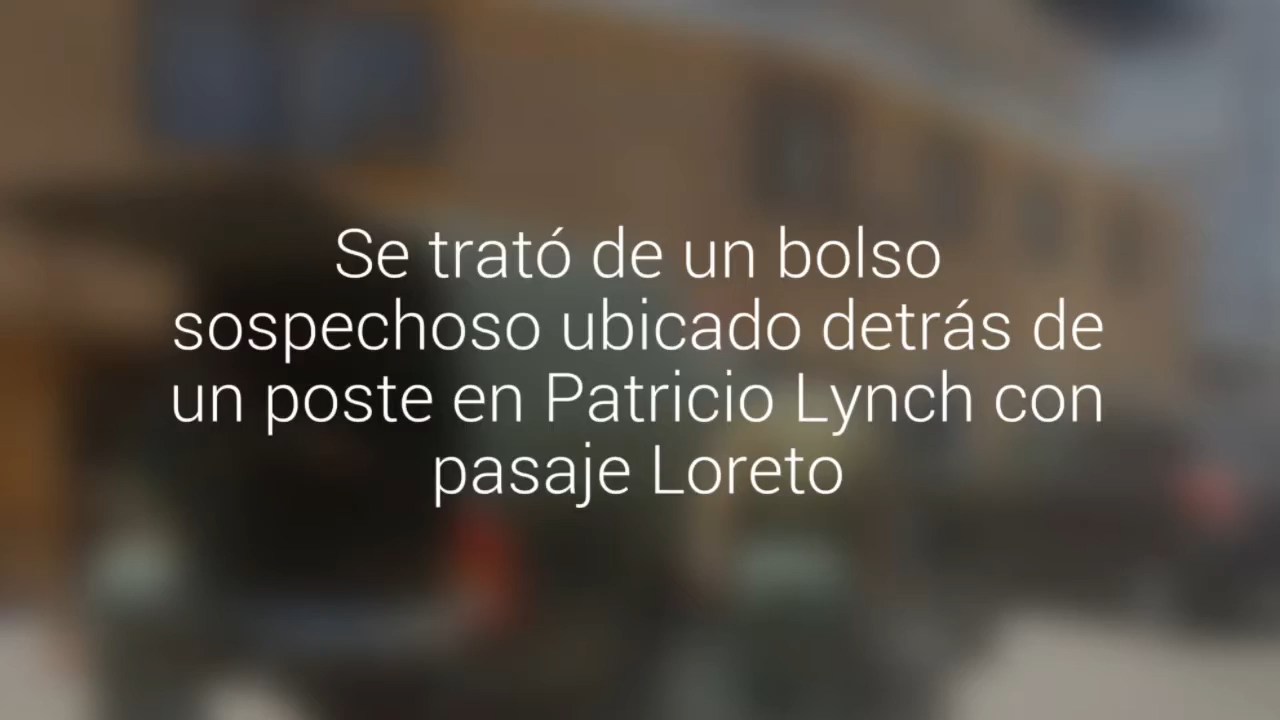 Se trató de un bolso
sospechoso ubicado detrás de
un poste en Patricio Lynch con
pasaje Loreto